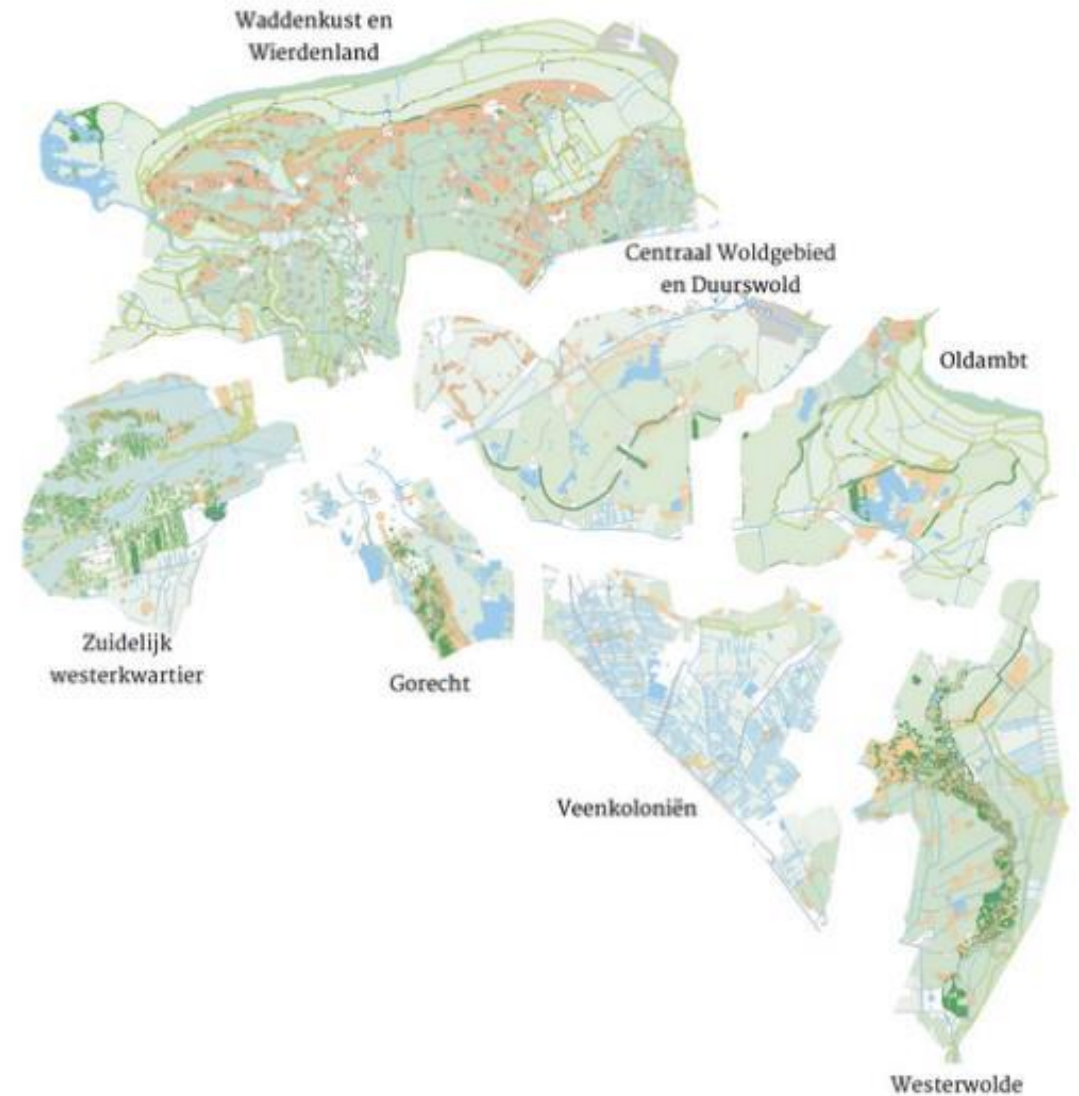 Waddenkust en
Wierdenland
Centraal Woldgebied
en Duurswold
Oldambt
Zuidelijk
westerkwartier
Gorecht
Veenkoloniën
Westerwolde